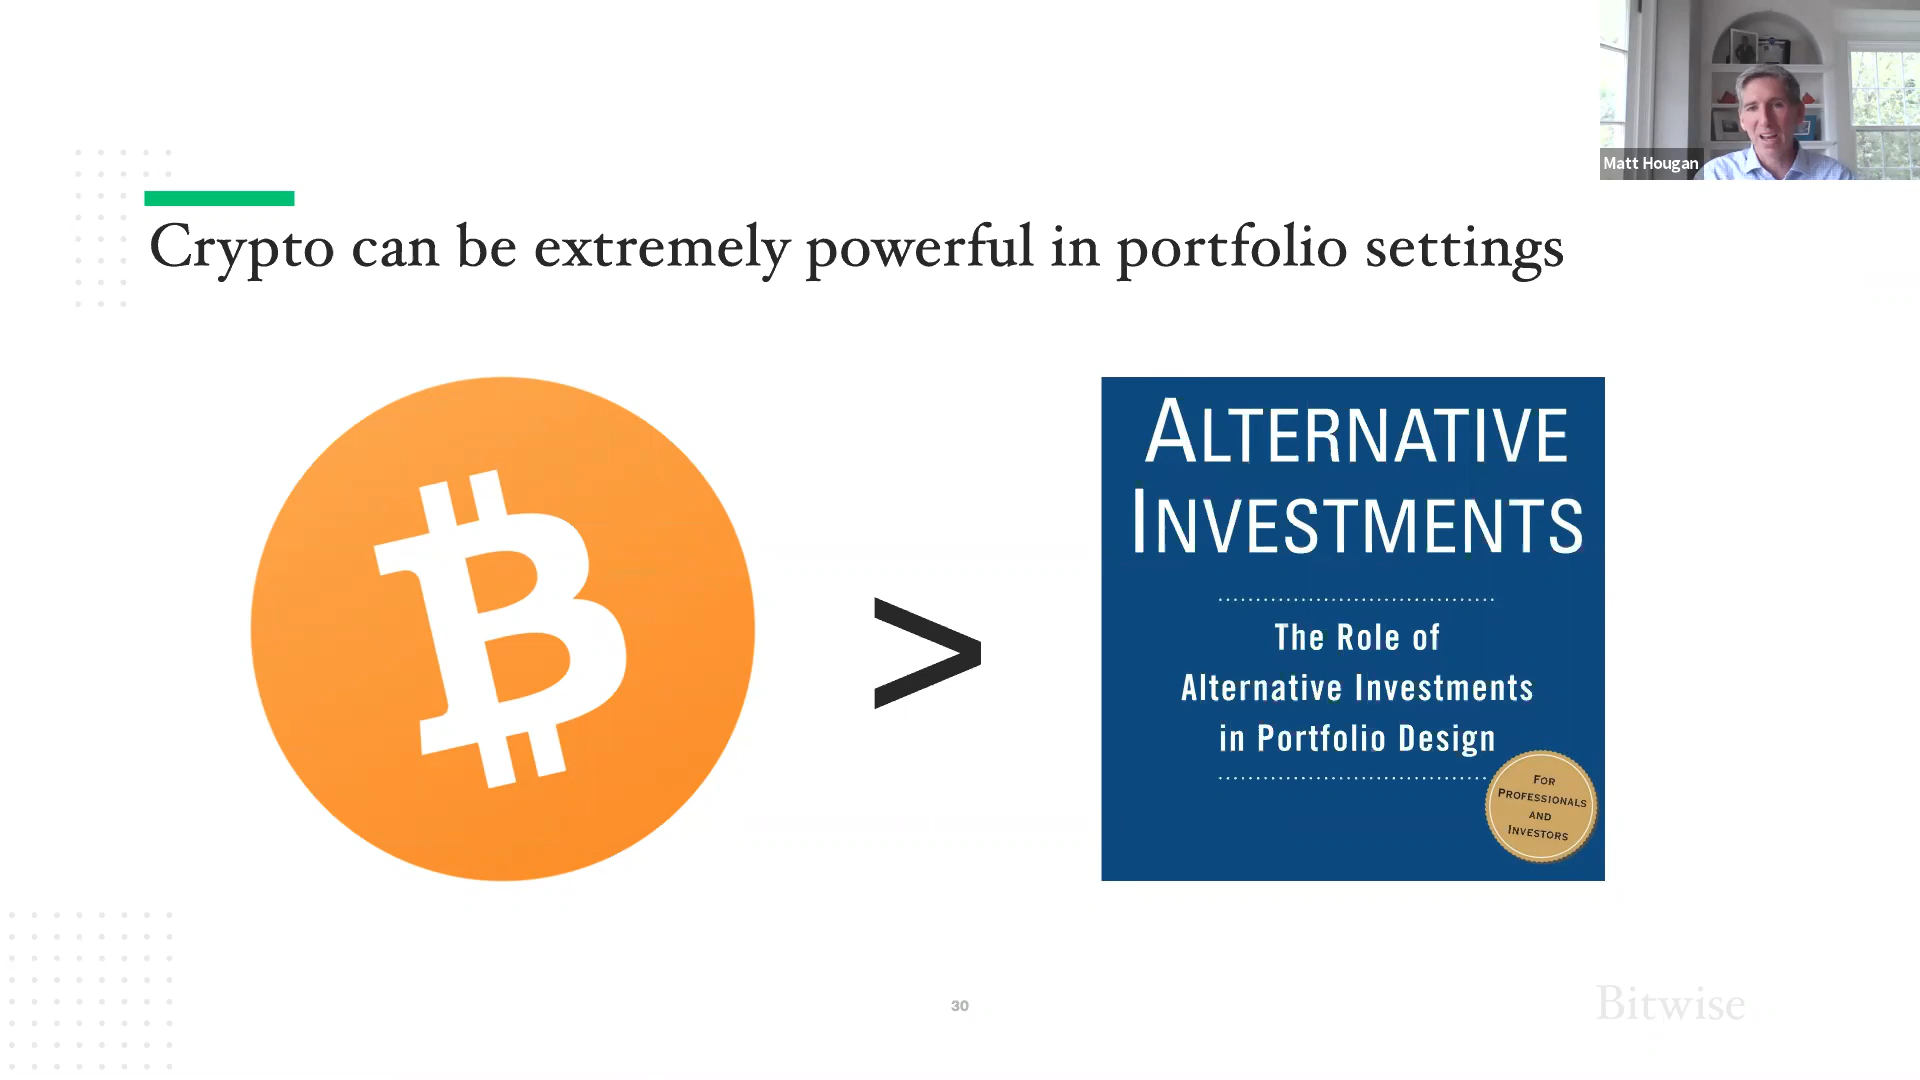 Matt Hougan
Crypto can be extremely powerful in portfolio settings
>
ALTERNATIVE
INVESTMENTS
The Role of
Alternative Investments
in Portfolio Design
FOR
PROFESSIONALS
AND
INVESTORS
30
Bitwise